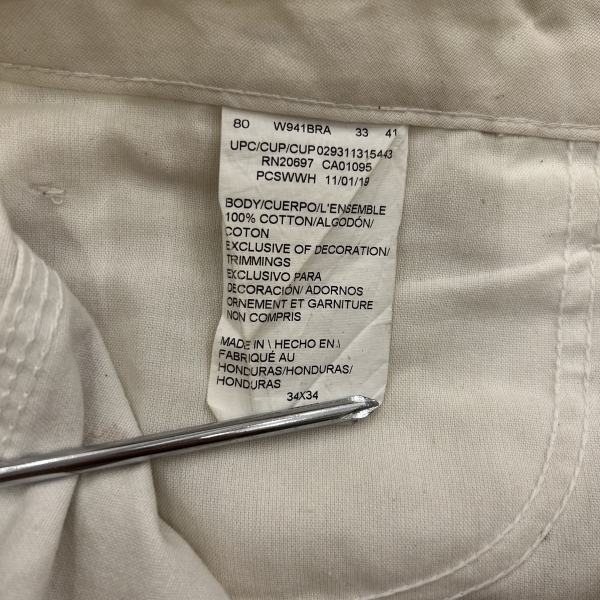 80 W941BRA 33 41
UPC/CUP/CUP029311315443
RN20697 CA01095
PCSWWH 11/01/19
BODY/CUERPO/L'ENSEMBLE
100% COTTON/ALGODÓN/
COTON
EXCLUSIVE OF DECORATION/
TRIMMINGS
EXCLUSIVO PARA
DECORACIÓN/ ADORNOS
ORNEMENT ET GARNITURE
NON COMPRIS
MADE IN \ HECHO EN \
FABRIQUÉ AU
HONDURAS/HONDURAS/
HONDURAS
34X34